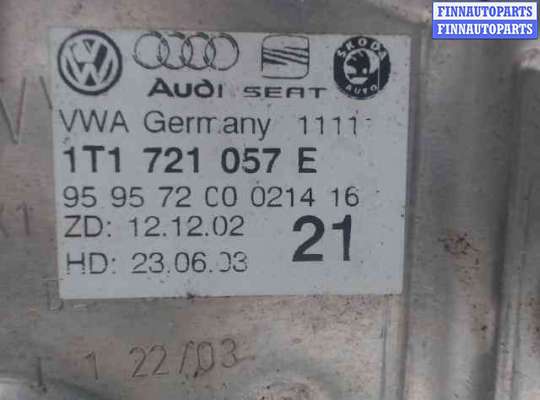 FINNAUTOPARTS
FINNAUTOPARTS
Audi SEAT
ŠKODA
AUTO
VWA Germany 1111
1T1 721 057 E
95 95 72 C0 0214 16
ZD: 12.12.02
21
HD: 23.06.03
1 22/03